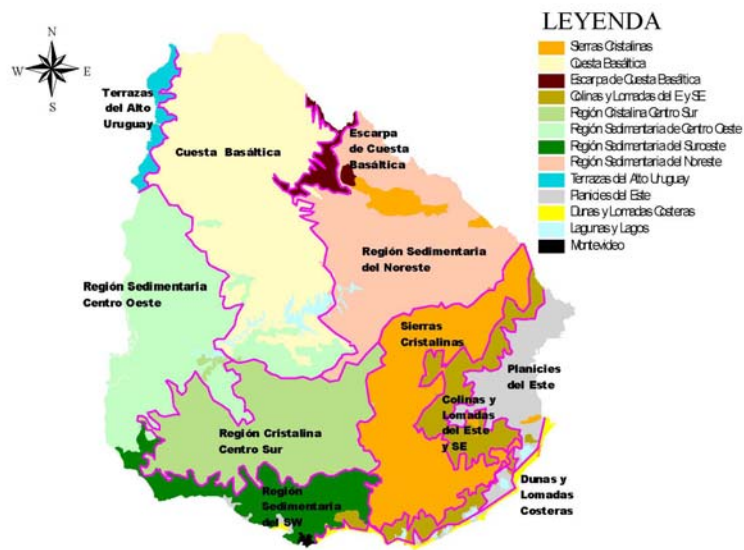 LEYENDA
Sierras Cristalinas
Cuesta Basáltica
Escarpa de Cuesta Basáltica
Colinas y Lomadas del E y SE
Región Cristalina Centro Sur
Región Sedimentaria de Centro Oeste
Región Sedimentaria del Suroeste
Región Sedimentaria del Noreste
Terrazas del Alto Uruguay
Planicies del Este
Dunas y Lomadas Costeras
Lagunas y Lagos
Montevideo
N
W
E
S
Terrazas
del Alto
Uruguay
Cuesta Basáltica
Escarpa
de Cuesta
Basáltica
Región Sedimentaria
del Noreste
Región Sedimentaria
Centro Oeste
Sierras
Cristalinas
Planicies
del Este
Colinas y
Lomadas
del Este
y SE
Región Cristalina
Centro Sur
Región
Sedimentaria
del SW
Dunas y
Lomadas
Costeras